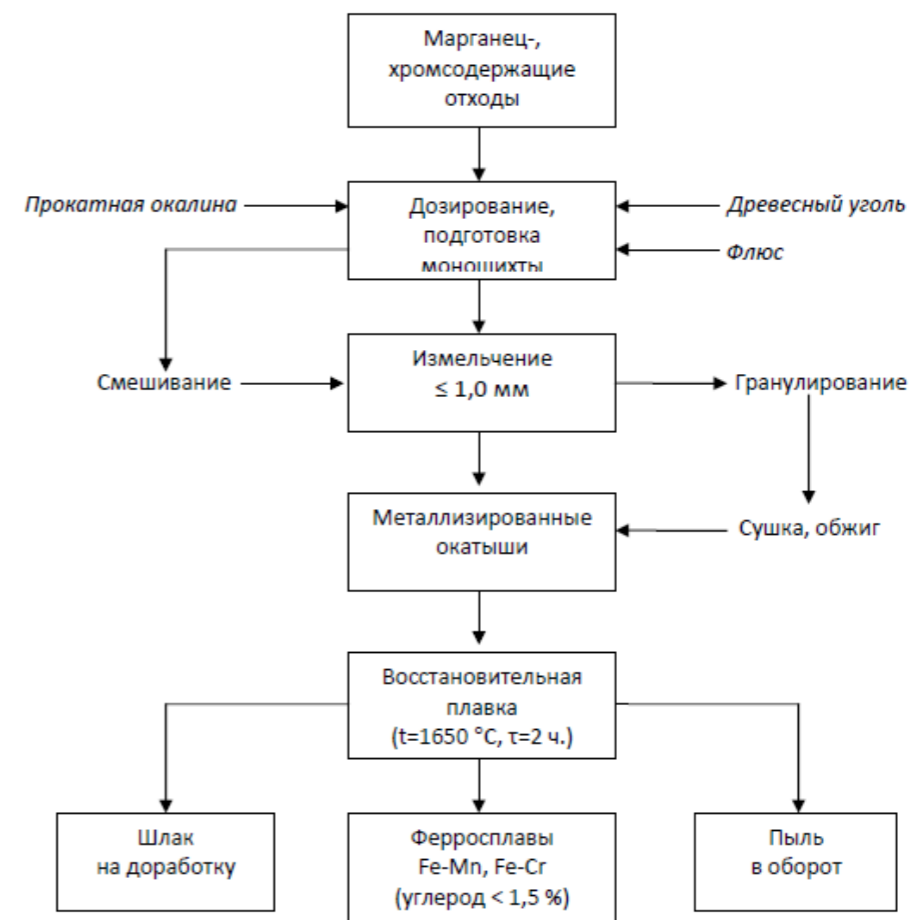 Марганец-,
хромсодержащие
отходы
Прокатная окалина
Дозирование,
подготовка
моношихты
Древесный уголь
Флюс
Смешивание
Измельчение
≤ 1,0 мм
Гранулирование
Металлизированные
окатыши
Сушка, обжиг
Восстановительная
плавка
(t=1650 °C, τ=2 ч.)
Шлак
на доработку
Ферросплавы
Fe-Mn, Fe-Cr
(углерод < 1,5 %)
Пыль
в оборот